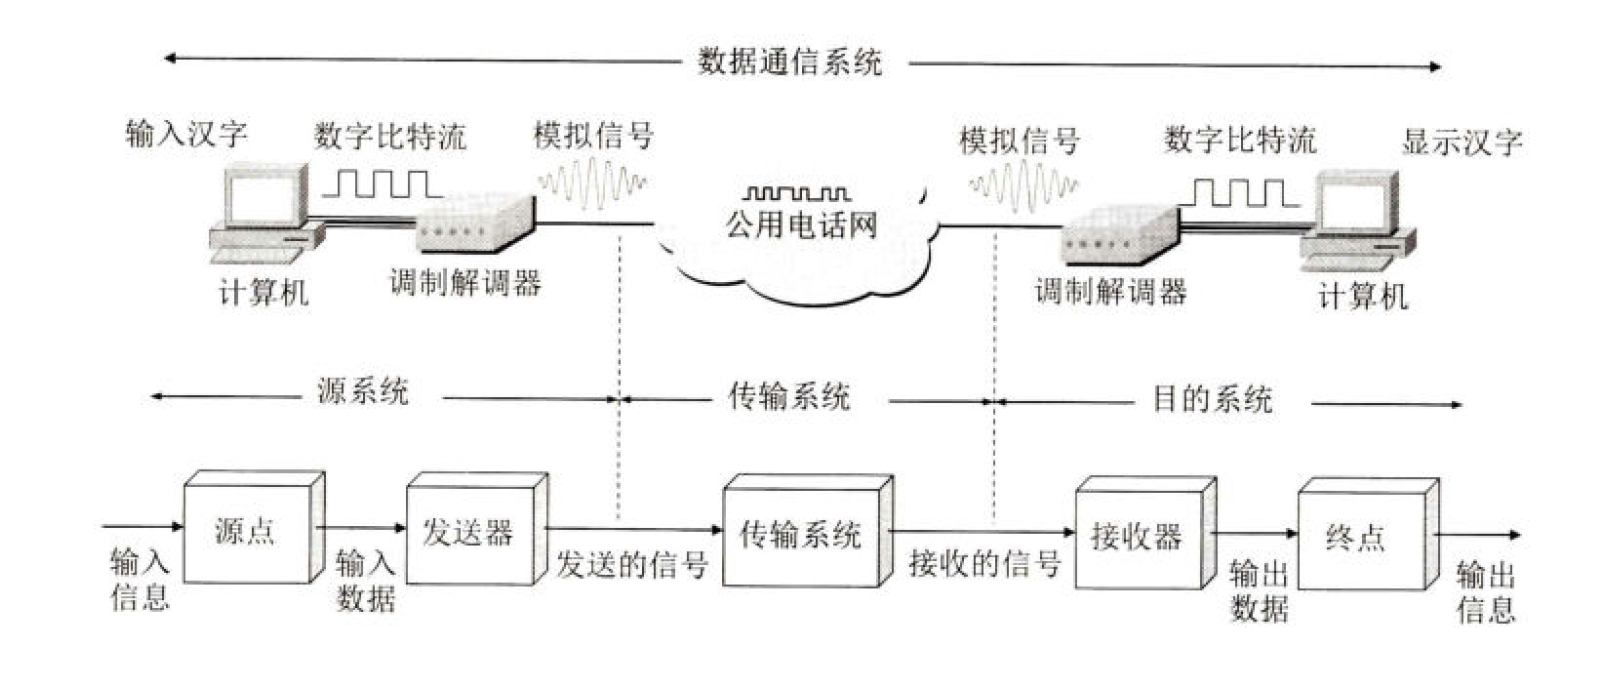 数据通信系统
输入汉字
数字比特流
模拟信号
模拟信号
数字比特流
显示汉字
公用电话网
计算机
调制解调器
调制解调器
计算机
源系统
传输系统
目的系统
源点
发送器
传输系统
接收器
终点
输入
信息
输入
数据
发送的信号
接收的信号
输出
数据
输出
信息